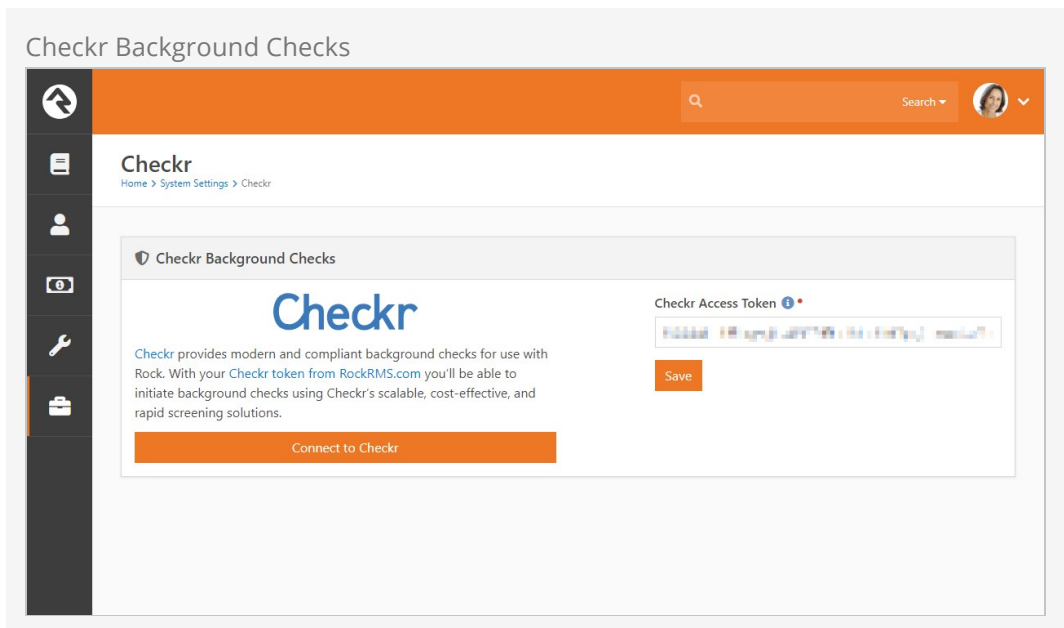 Checkr Background Checks
Search
Checkr
Home > System Settings > Checkr
Checkr Background Checks
Checkr
Checkr provides modern and compliant background checks for use with
Rock. With your Checkr token from RockRMS.com you'll be able to
initiate background checks using Checkr's scalable, cost-effective, and
rapid screening solutions.
Connect to Checkr
Checkr Access Token
Save